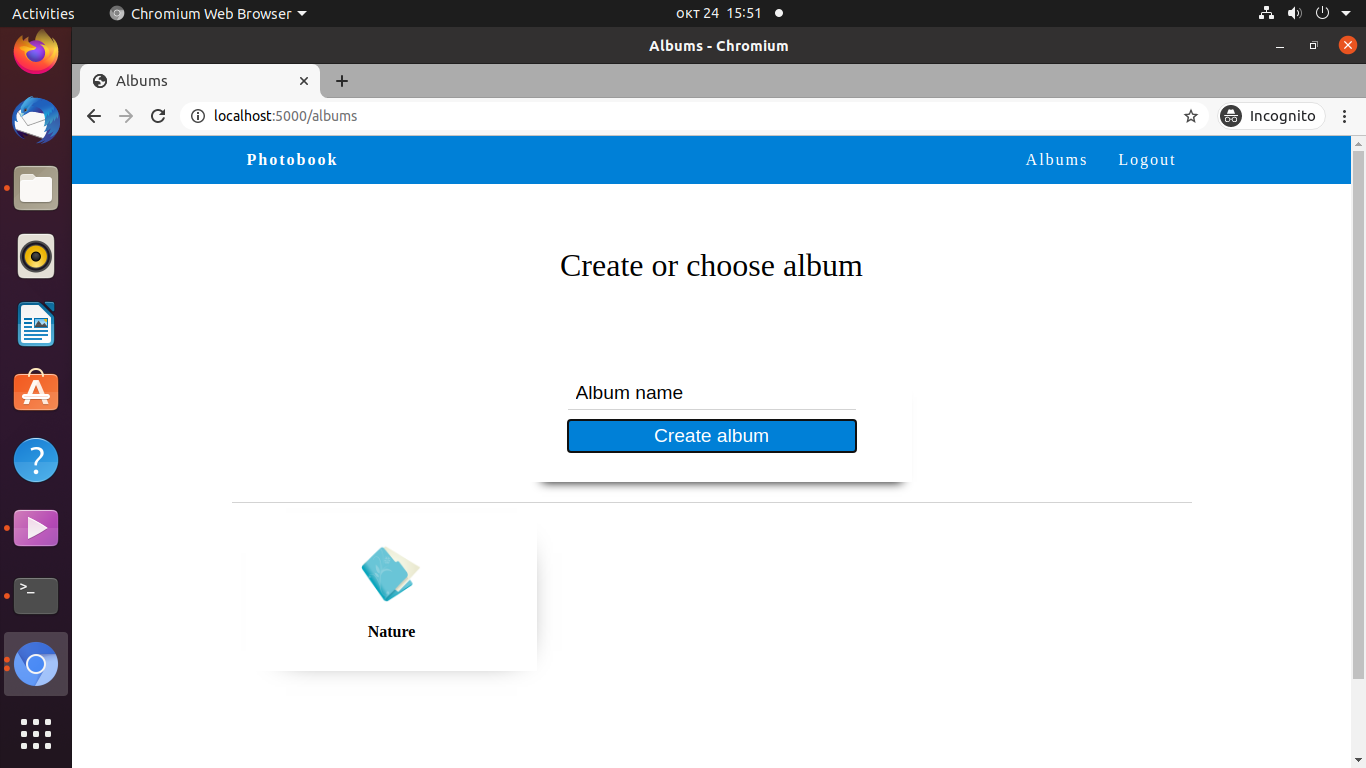 Activities
Chromium Web Browser
окт 24 15:51
Albums - Chromium
Albums
localhost:5000/albums
Incognito
Photobook
Albums
Logout
Create or choose album
Album name
Create album
Nature